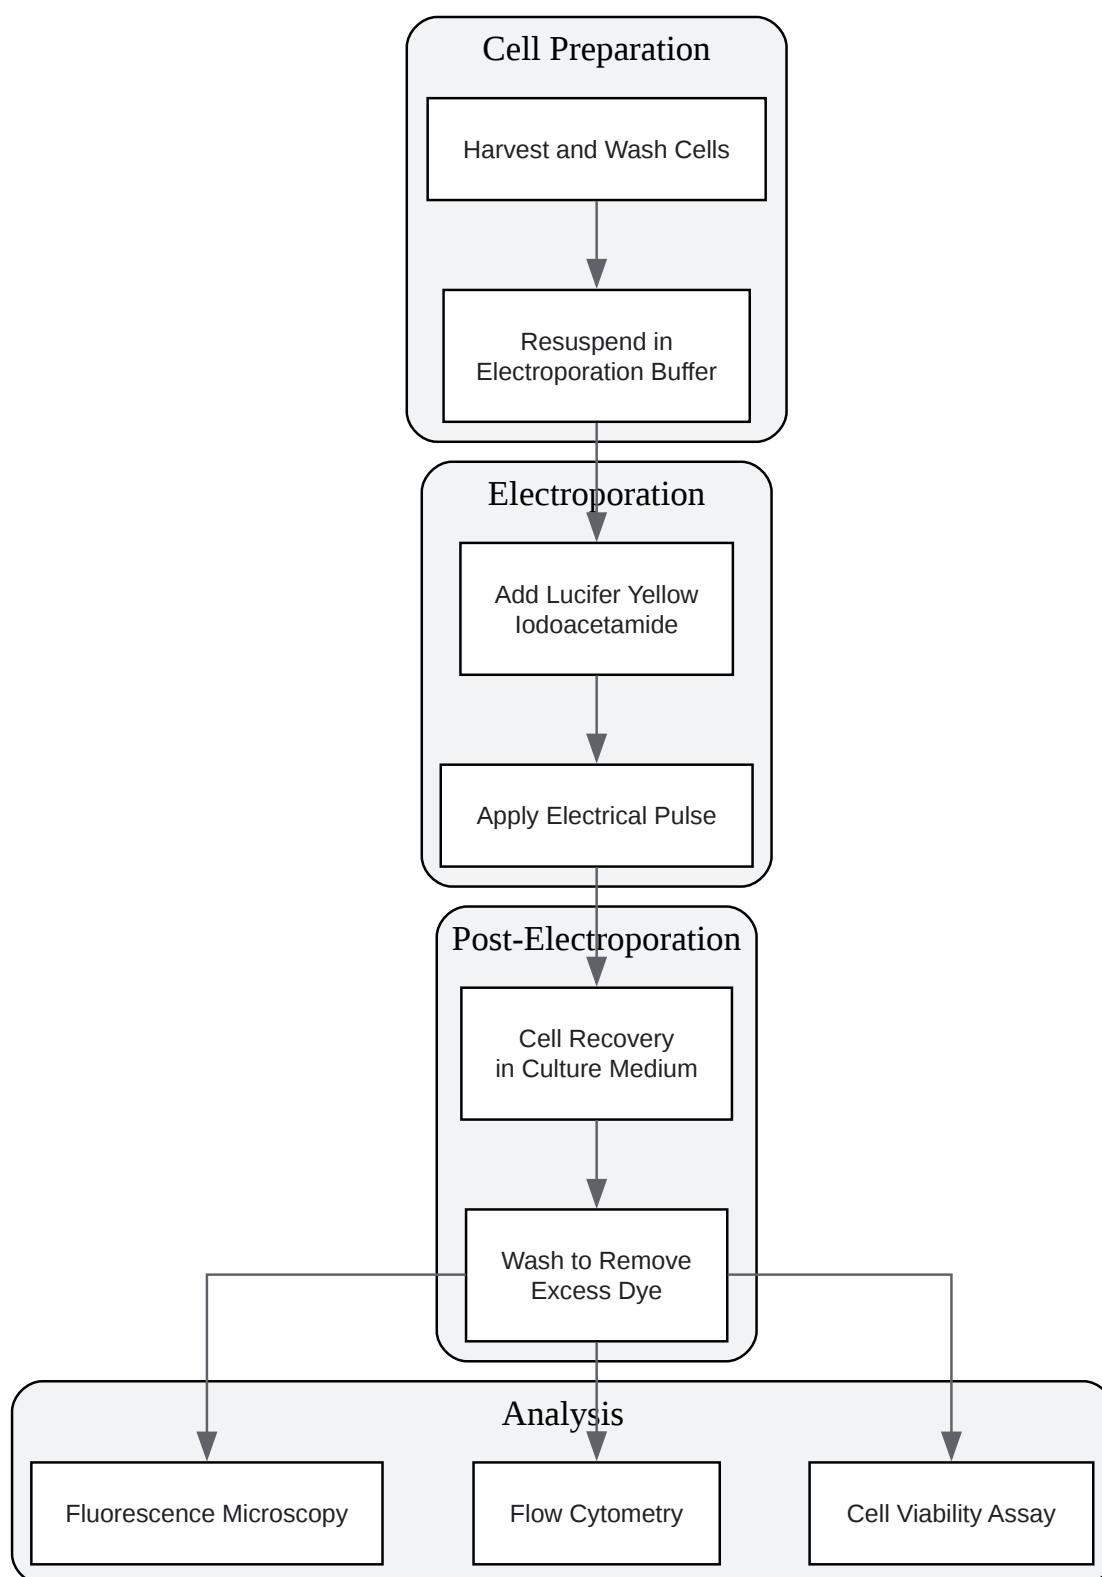 Cell Preparation
Harvest and Wash Cells
Resuspend in
Electroporation Buffer
Electroporation
Add Lucifer Yellow
Iodoacetamide
Apply Electrical Pulse
Post-Electroporation
Cell Recovery
in Culture Medium
Wash to Remove
Excess Dye
Analysis
Fluorescence Microscopy
Flow Cytometry
Cell Viability Assay